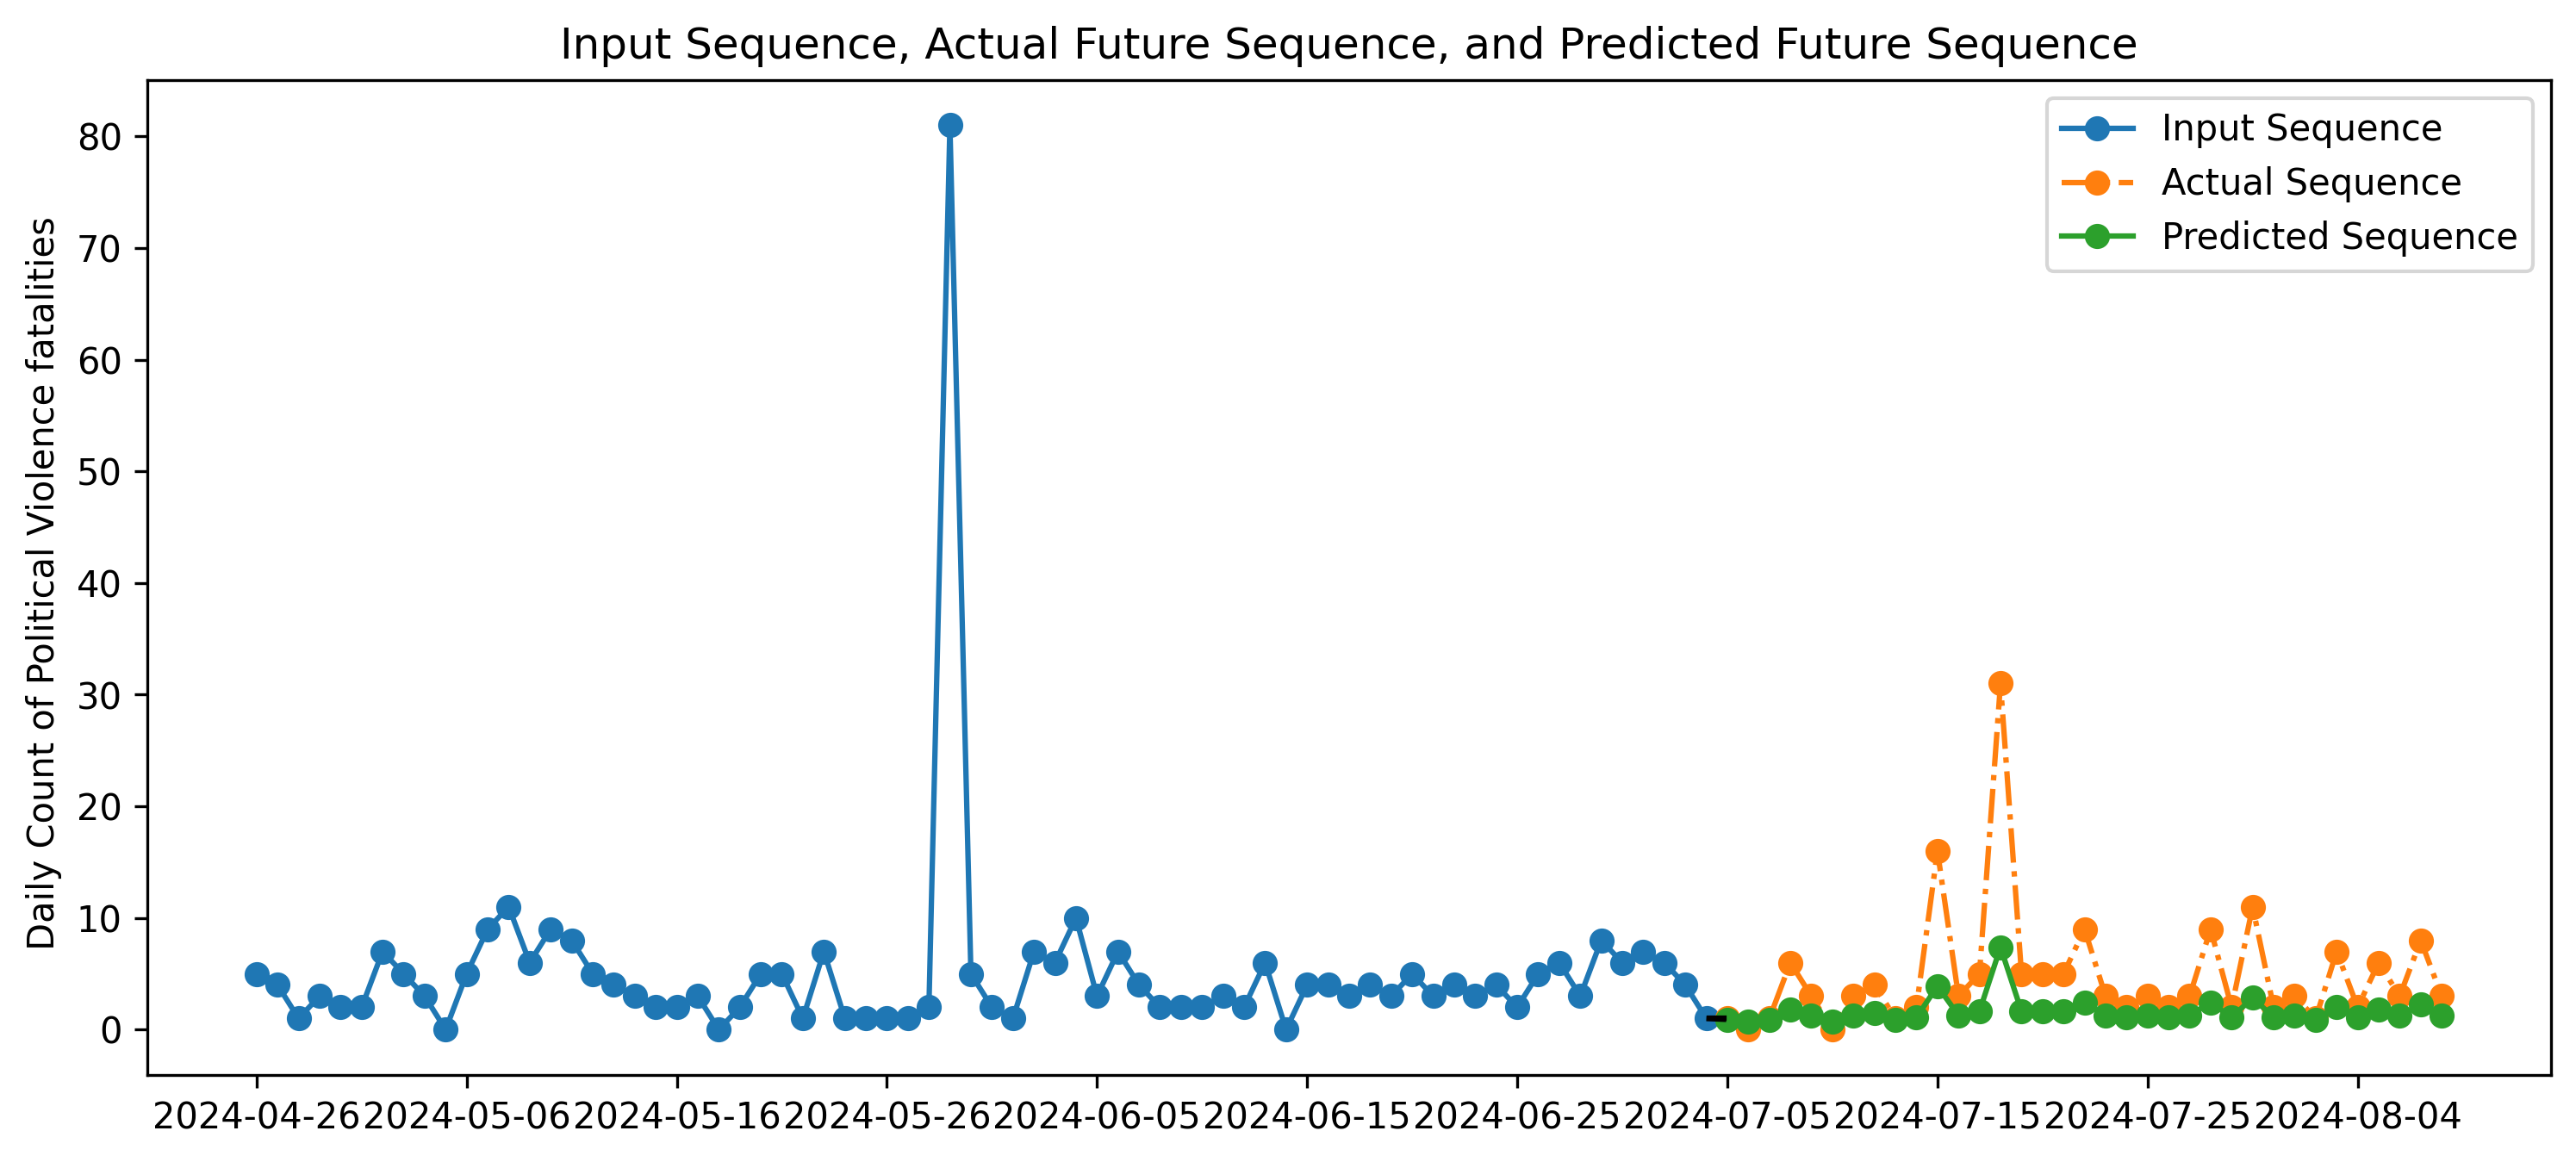 Input Sequence, Actual Future Sequence, and Predicted Future Sequence
Daily Count of Political Violence fatalities
80
70
60
50
40
30
20
10
0
Input Sequence
Actual Sequence
Predicted Sequence
2024-04-26 2024-05-06 2024-05-16 2024-05-26 2024-06-05 2024-06-15 2024-06-25 2024-07-05 2024-07-15 2024-07-25 2024-08-04